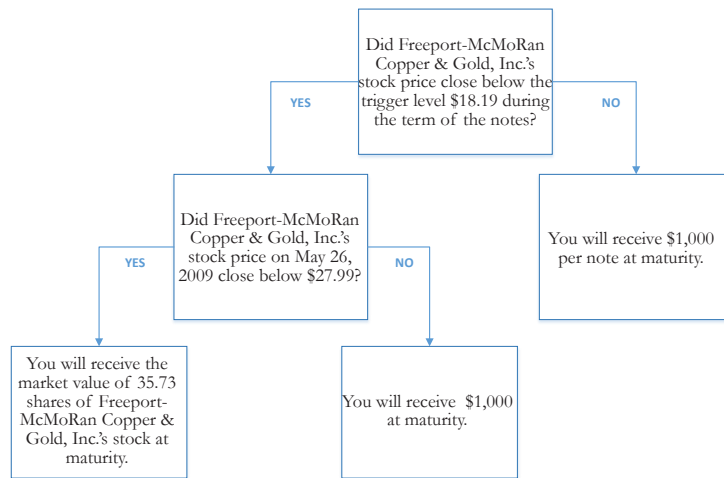 Did Freeport-McMoRan
Copper & Gold, Inc.'s
stock price close below the
trigger level $18.19 during
the term of the notes?
YES
NO
Did Freeport-McMoRan
Copper & Gold, Inc.'s
stock price on May 26,
2009 close below $27.99?
You will receive $1,000
per note at maturity.
YES
NO
You will receive the
market value of 35.73
shares of Freeport-
McMoRan Copper &
Gold, Inc.'s stock at
maturity.
You will receive $1,000
at maturity.